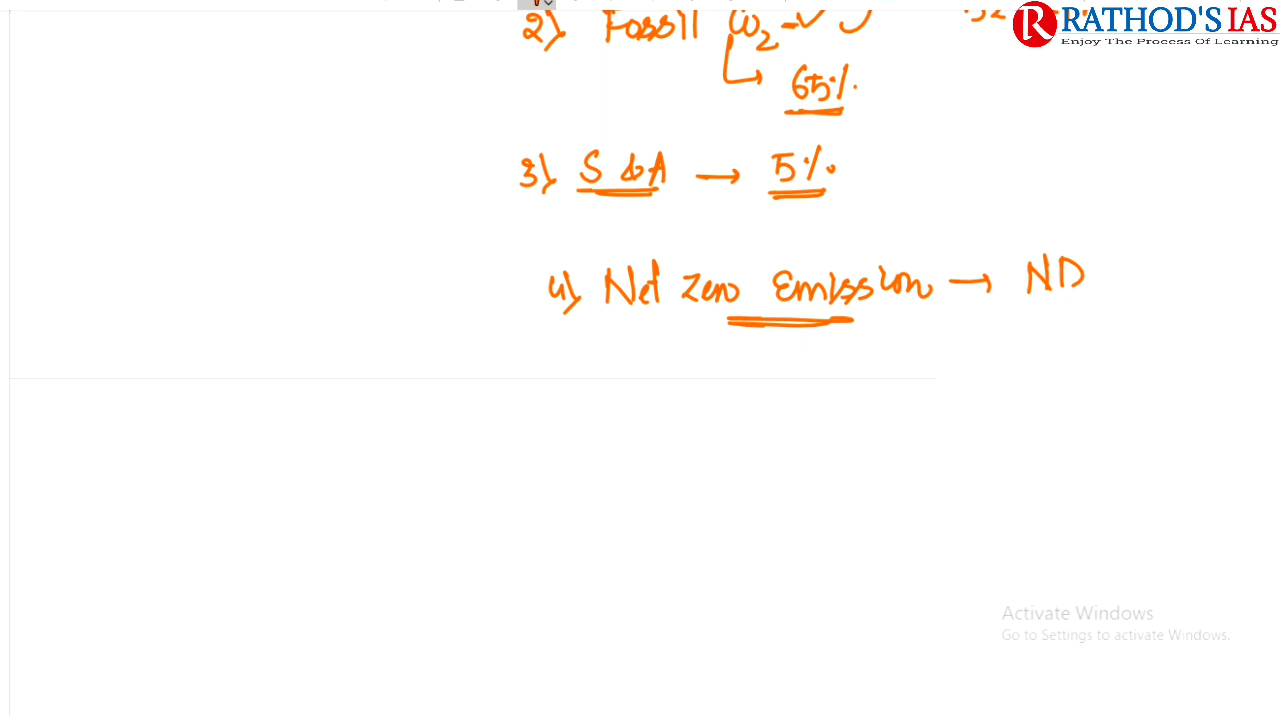 RATHOD'S IAS
Enjoy The Process Of Learning
2) Fossil CO2
65%
3) S & A → 5%
4) Net Zero Emission → ND
Activate Windows
Go to Settings to activate Windows.